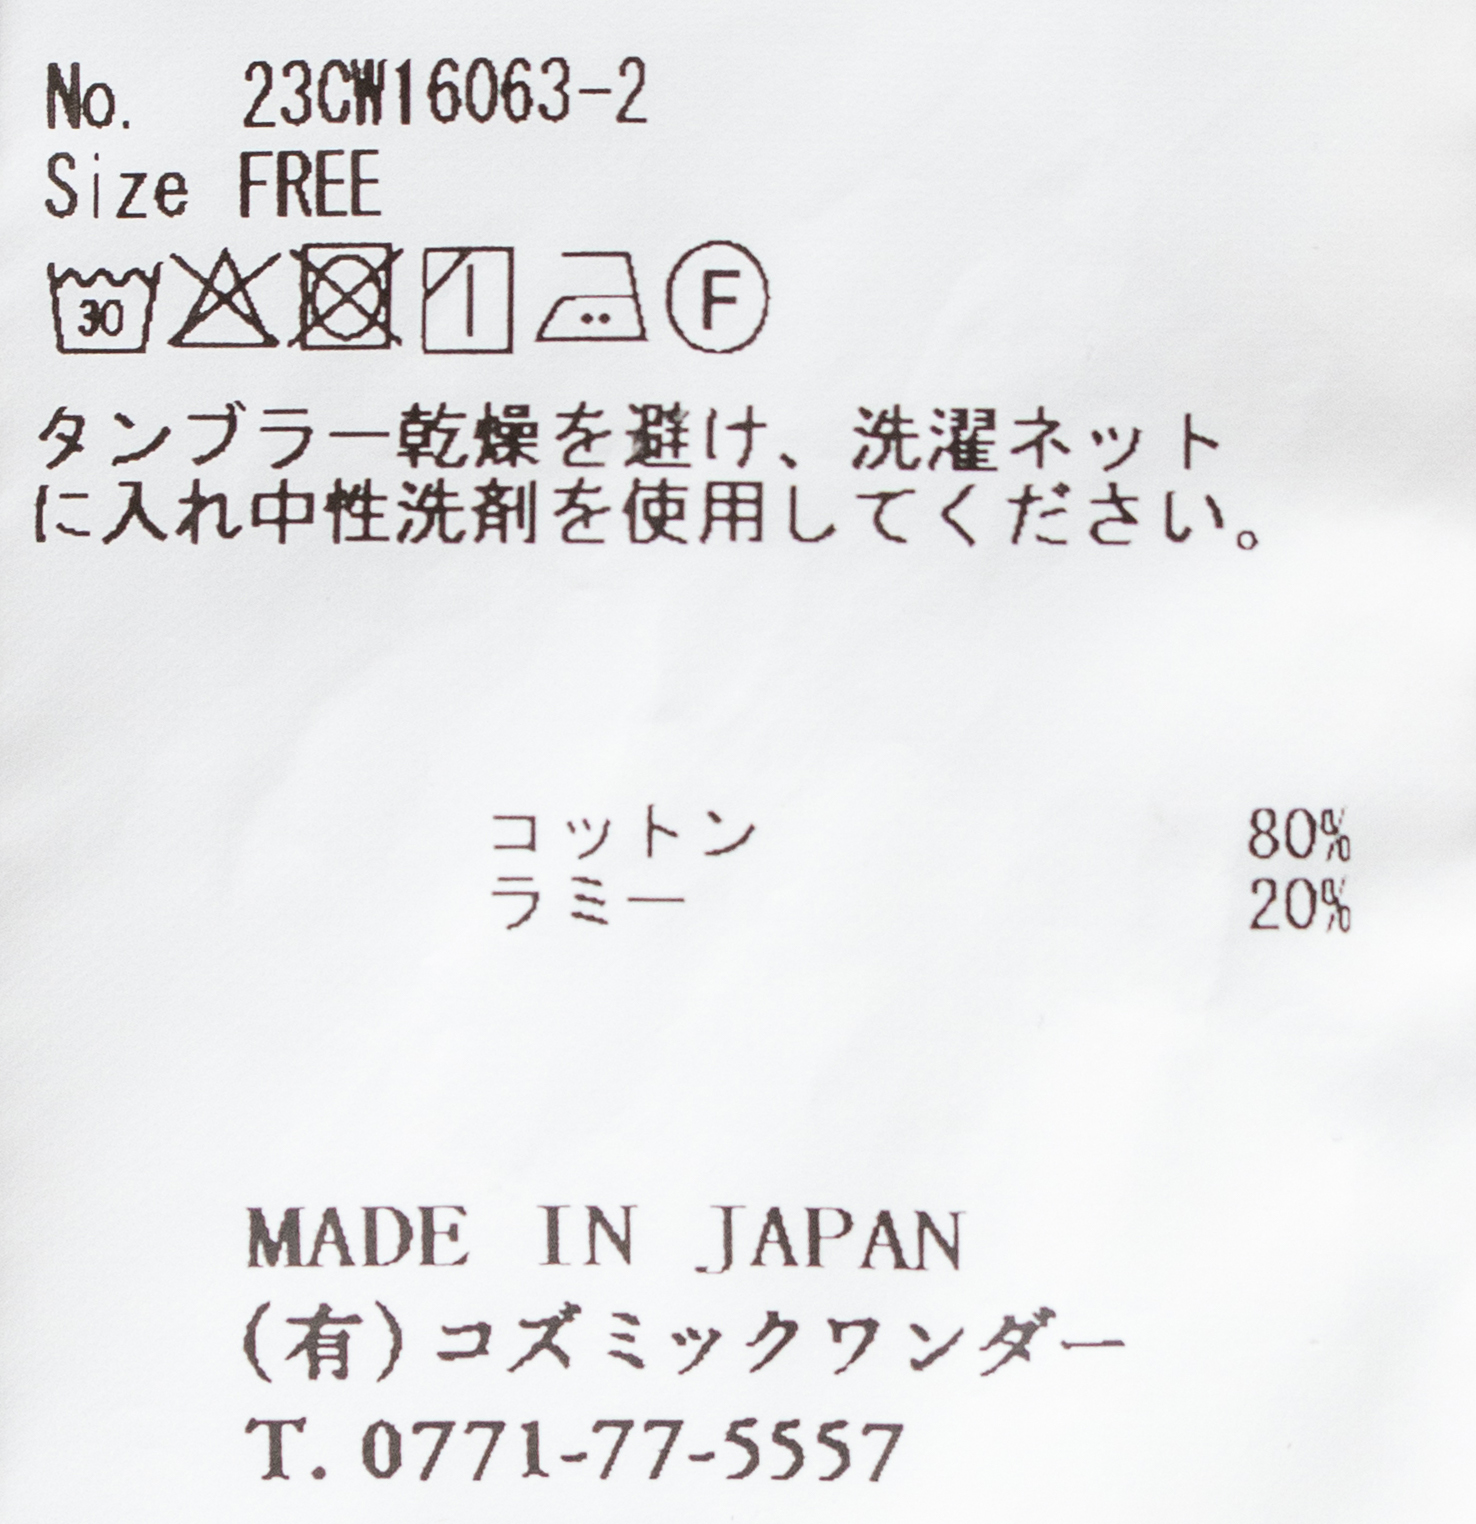 No. 23CW16063-2
Size FREE
30 F
タンブラー乾燥を避け、洗濯ネット
に入れ中性洗剤を使用してください。
コットン 80%
ラミー 20%
MADE IN JAPAN
(有)コズミックワンダー
T. 0771-77-5557